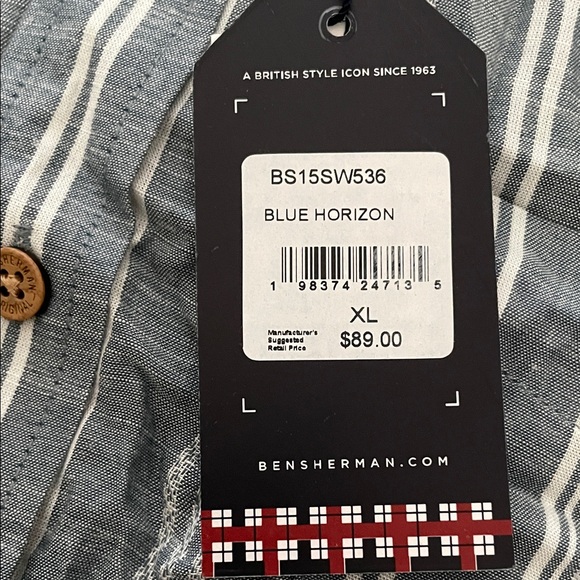 A BRITISH STYLE ICON SINCE 1963
BS15SW536
BLUE HORIZON
1 98374 24713 5
XL
Manufacturer's
Suggested
Retail Price
$89.00
BENSHERMAN.COM